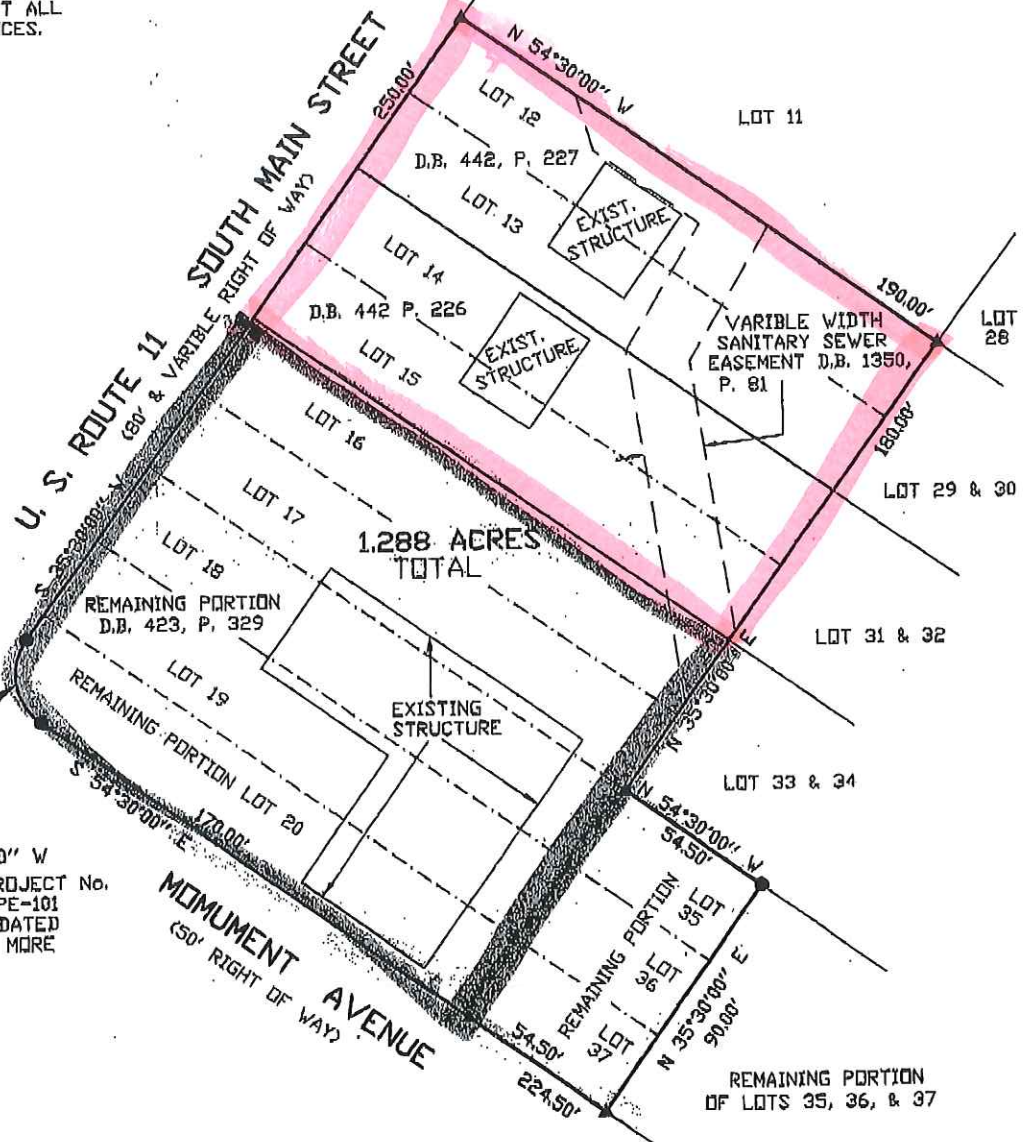 T ALL
CES.
U. S. ROUTE 11 SOUTH MAIN STREET
(80' & VARIBLE RIGHT OF WAY)
250.00'
N 54°30'00" W
LOT 11
LOT 12
D.B. 442, P. 227
LOT 13
EXIST.
STRUCTURE
LOT 14
D.B. 442 P. 226
LOT 15
EXIST.
STRUCTURE
190.00'
LOT
28
VARIBLE WIDTH
SANITARY SEWER
EASEMENT D.B. 1350,
P. 81
180.00'
LOT 29 & 30
LOT 16
LOT 17
1.288 ACRES
TOTAL
LOT 18
S 35°30'00" W
REMAINING PORTION
D.B. 423, P. 329
LOT 31 & 32
N 35°30'00" E
LOT 19
EXISTING
STRUCTURE
REMAINING PORTION LOT 20
LOT 33 & 34
S 54°30'00" E
170.00'
N 54°30'00" W
54.50'
0" W
ROJECT No.
PE-101
DATED
MORE
MOMUMENT AVENUE
(50' RIGHT OF WAY)
REMAINING PORTION
LOT
35
LOT
36
LOT
37
N 35°30'00" E
90.00'
54.50'
224.50'
REMAINING PORTION
OF LOTS 35, 36, & 37